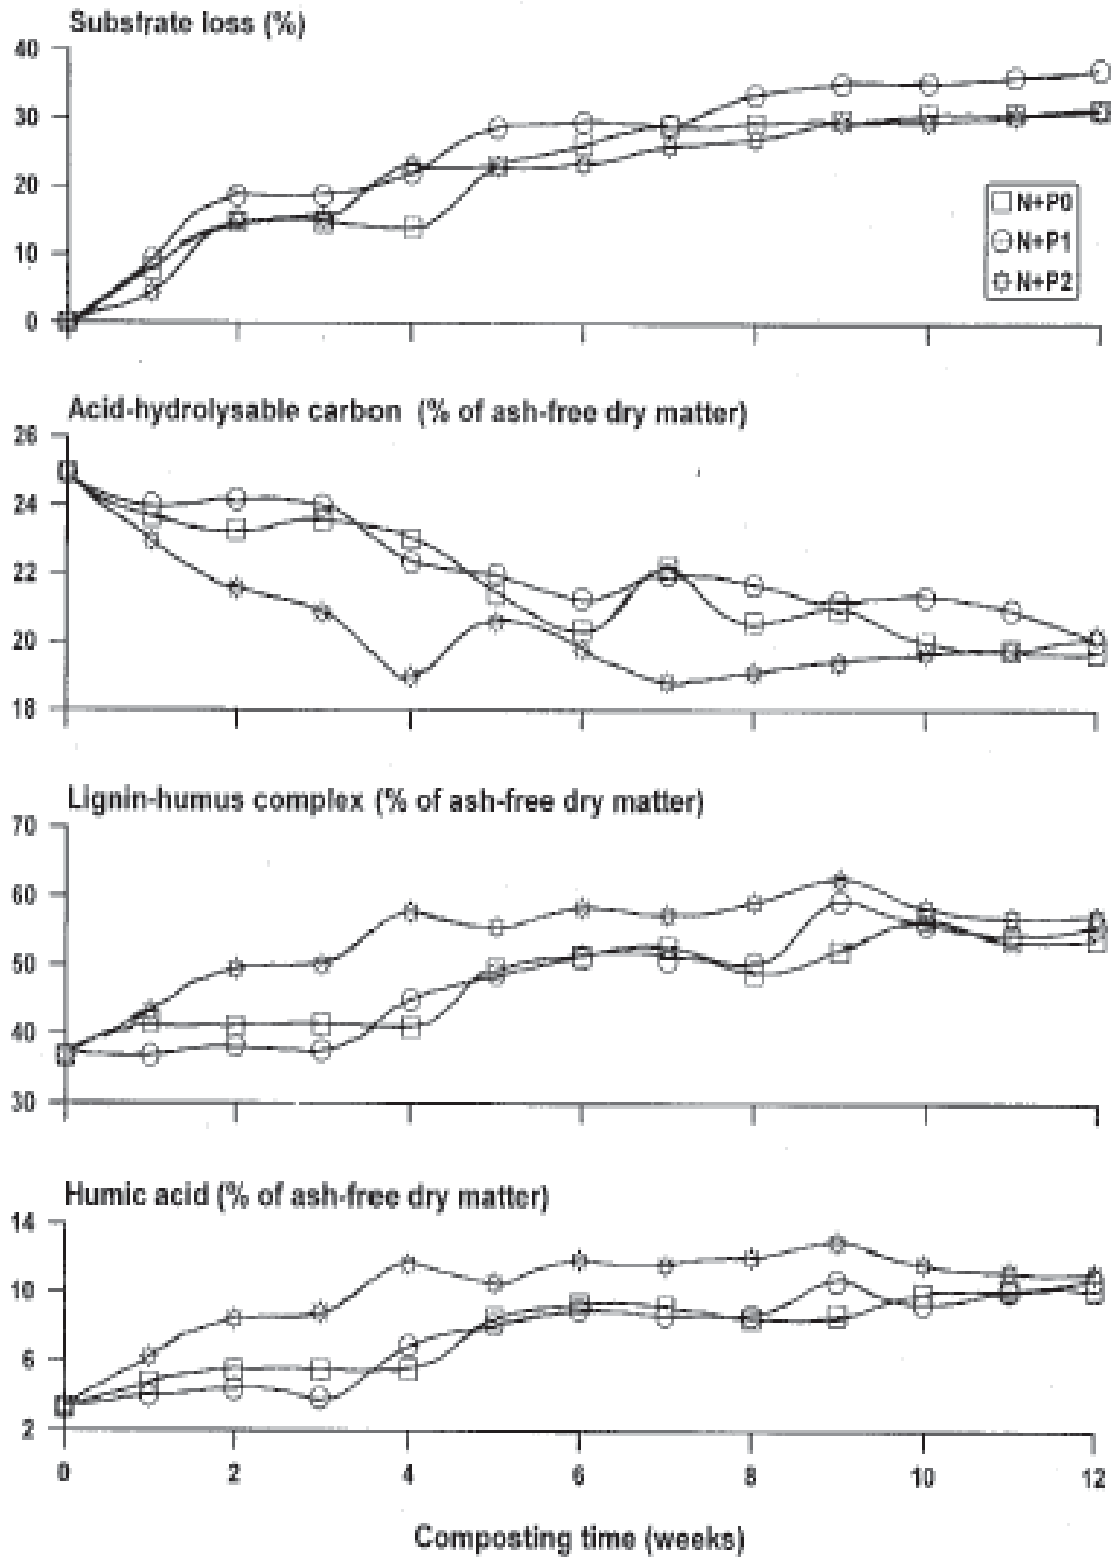 Substrate loss (%)
40
30
20
10
0
N+P0
N+P1
N+P2
Acid-hydrolysable carbon (% of ash-free dry matter)
26
24
22
20
18
Lignin-humus complex (% of ash-free dry matter)
70
60
50
40
30
Humic acid (% of ash-free dry matter)
14
10
6
2
0 2 4 6 8 10 12
Composting time (weeks)